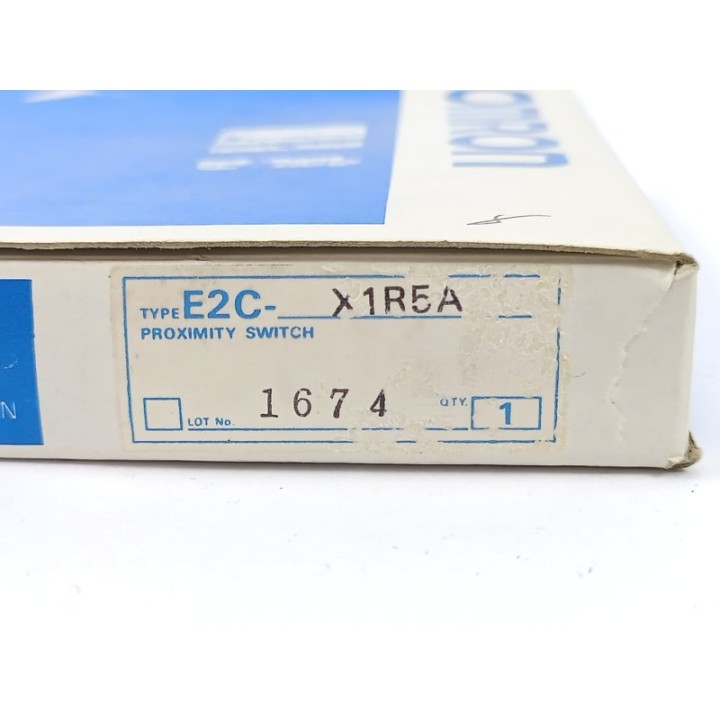 OMRON
TYPE E2C- X1R5A
PROXIMITY SWITCH
LOT No. 1674 QTY. 1
N